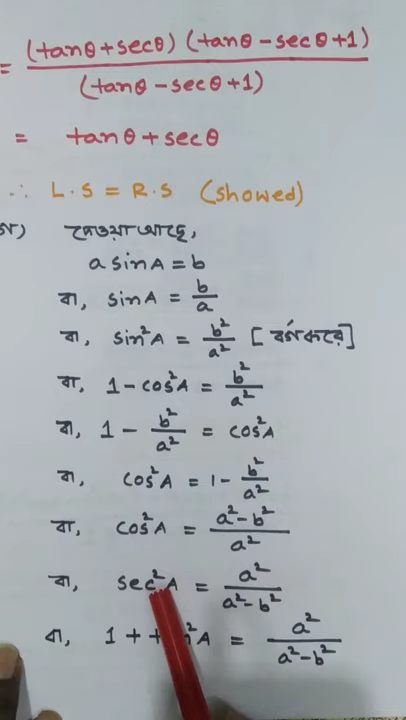 = (tanθ + secθ) (tanθ - secθ + 1) / (tanθ - secθ + 1)
= tanθ + secθ
∴ L.S = R.S (showed)
দেওয়া আছে,
a sinA = b
বা, sinA = b/a
বা, sin²A = b²/a² [বর্গ করে]
বা, 1 - cos²A = b²/a²
বা, 1 - b²/a² = cos²A
বা, cos²A = 1 - b²/a²
বা, cos²A = a² - b² / a²
বা, sec²A = a² / a² - b²
বা, 1 + ²A = a² / a² - b²